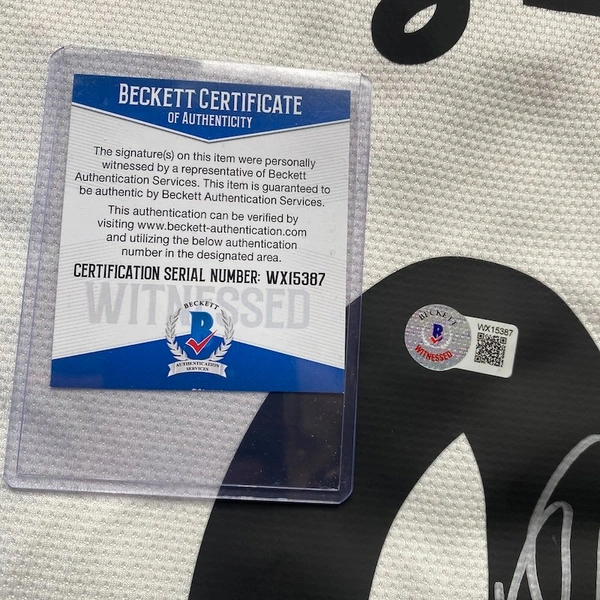 BECKETT CERTIFICATE
OF AUTHENTICITY
The signature(s) on this item were personally
witnessed by a representative of Beckett
Authentication Services. This item is guaranteed to
be authentic by Beckett Authentication Services.
This authentication can be verified by
visiting www.beckett-authentication.com
and utilizing the below authentication
number in the designated area.
CERTIFICATION SERIAL NUMBER: WX15387
WITNESSED
BECKETT
B
AUTHENTICATION
SERVICES
BECKETT
B
WITNESSED
WX15387